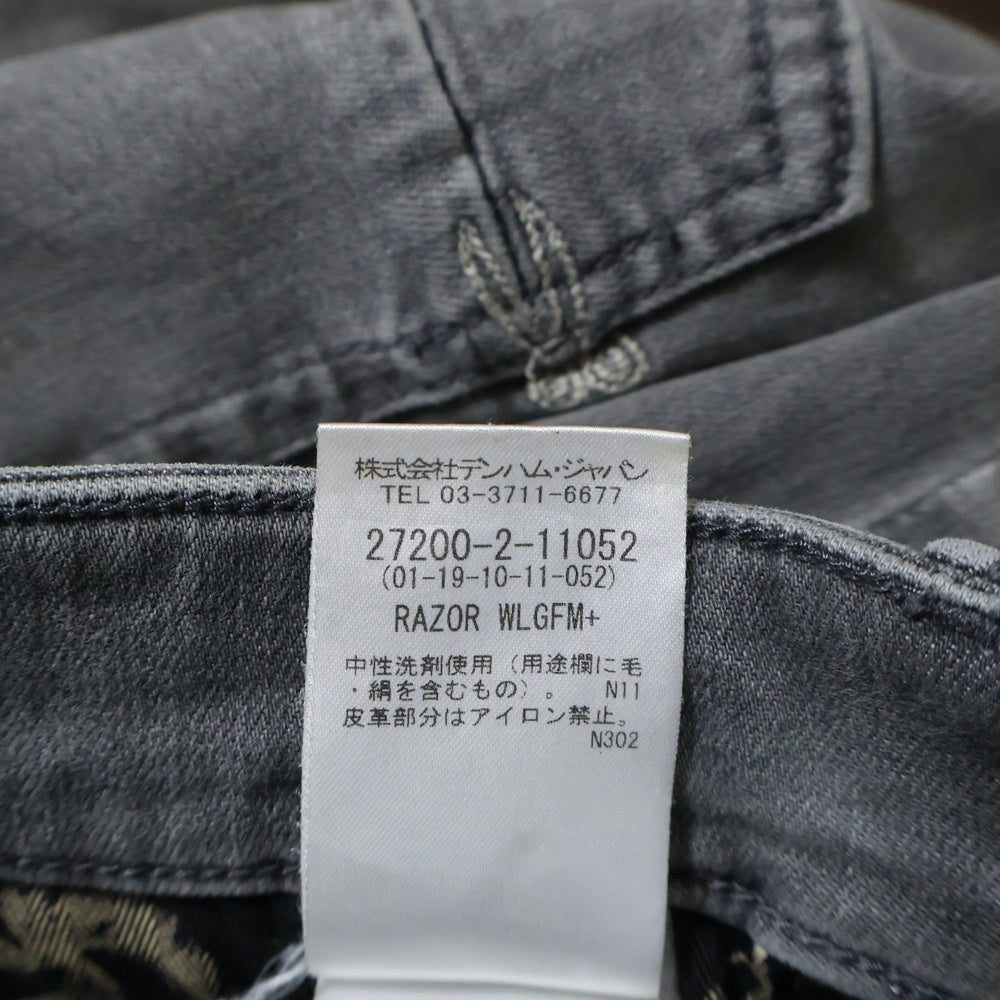 株式会社デンハム・ジャパン
TEL 03-3711-6677
27200-2-11052
(01-19-10-11-052)
RAZOR WLGFM+
中性洗剤使用（用途欄に毛
・絹を含むもの）。 N11
皮革部分はアイロン禁止。
N302